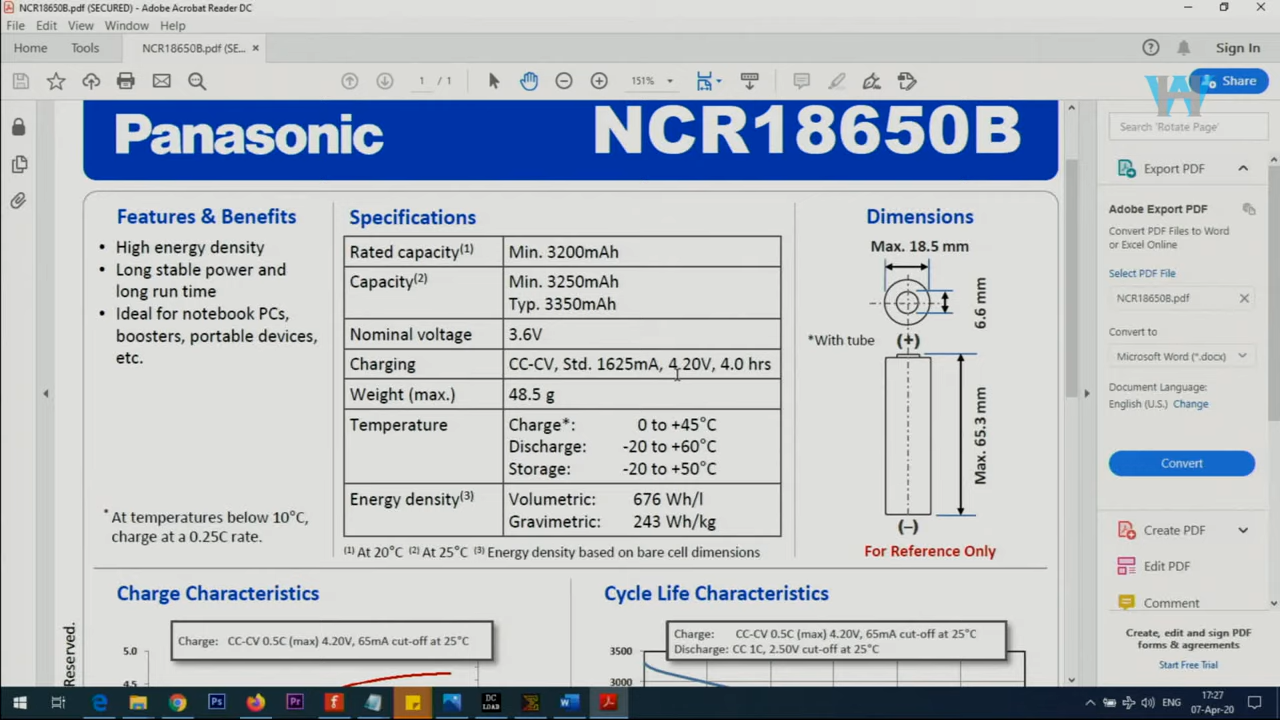 NCR18650B.pdf (SECURED) - Adobe Acrobat Reader DC
File Edit View Window Help
Home Tools NCR18650B.pdf (SE... ×
1 / 1 151%
Sign In
Share
W
Panasonic NCR18650B
Features & Benefits
• High energy density
• Long stable power and
long run time
• Ideal for notebook PCs,
boosters, portable devices,
etc.
* At temperatures below 10°C,
charge at a 0.25C rate.
Specifications
Rated capacity(1) Min. 3200mAh
Capacity(2) Min. 3250mAh
Typ. 3350mAh
Nominal voltage 3.6V
Charging CC-CV, Std. 1625mA, 4.20V, 4.0 hrs
Weight (max.) 48.5 g
Temperature Charge*: 0 to +45°C
Discharge: -20 to +60°C
Storage: -20 to +50°C
Energy density(3) Volumetric: 676 Wh/l
Gravimetric: 243 Wh/kg
(1) At 20°C (2) At 25°C (3) Energy density based on bare cell dimensions
Dimensions
Max. 18.5 mm
6.6 mm
*With tube
(+)
Max. 65.3 mm
(–)
For Reference Only
Charge Characteristics
Charge: CC-CV 0.5C (max) 4.20V, 65mA cut-off at 25°C
5.0
4.5
Cycle Life Characteristics
Charge: CC-CV 0.5C (max) 4.20V, 65mA cut-off at 25°C
Discharge: CC 1C, 2.50V cut-off at 25°C
3500
3000
Reserved.
Search 'Rotate Page'
Export PDF
Adobe Export PDF
Convert PDF Files to Word
or Excel Online
Select PDF File
NCR18650B.pdf ×
Convert to
Microsoft Word (*.docx)
Document Language:
English (U.S.) Change
Convert
Create PDF
Edit PDF
Comment
Create, edit and sign PDF
forms & agreements
Start Free Trial
Ps
Pr
DC
LOAD
ENG
17:27
07-Apr-20